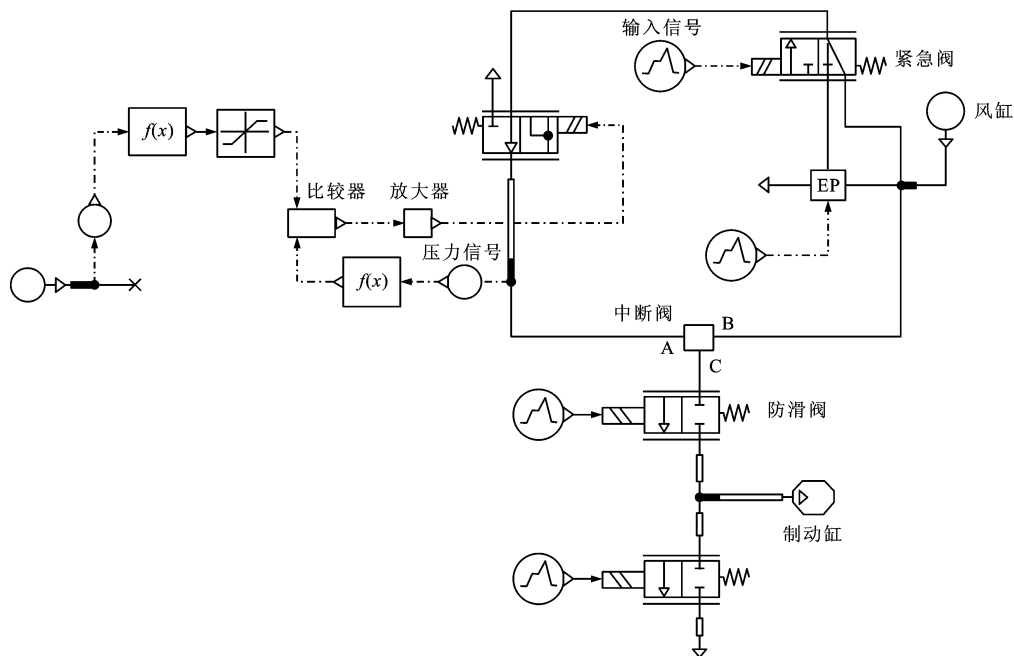 输入信号
紧急阀
风缸
f(x)
比较器
放大器
EP
压力信号
f(x)
中断阀
B
A
C
防滑阀
制动缸